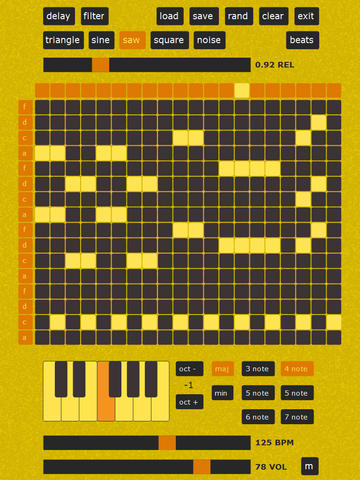 delay filter load save rand clear exit
triangle sine saw square noise beats
0.92 REL
f
d
c
a
f
d
c
a
f
d
c
f
d
c
a
oct - maj 3 note 4 note
-1
min 5 note 5 note
oct +
6 note 7 note
125 BPM
78 VOL m